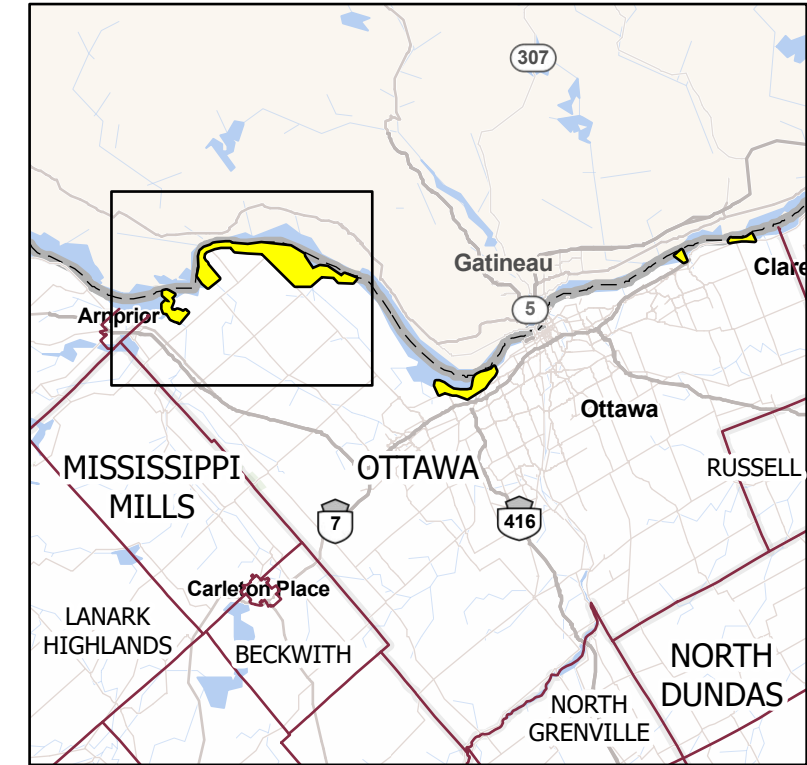 307
Gatineau
Clare
5
Arnprior
Ottawa
MISSISSIPPI
MILLS
OTTAWA
RUSSELL
7
416
Carleton Place
LANARK
HIGHLANDS
BECKWITH
NORTH
DUNDAS
NORTH
GRENVILLE